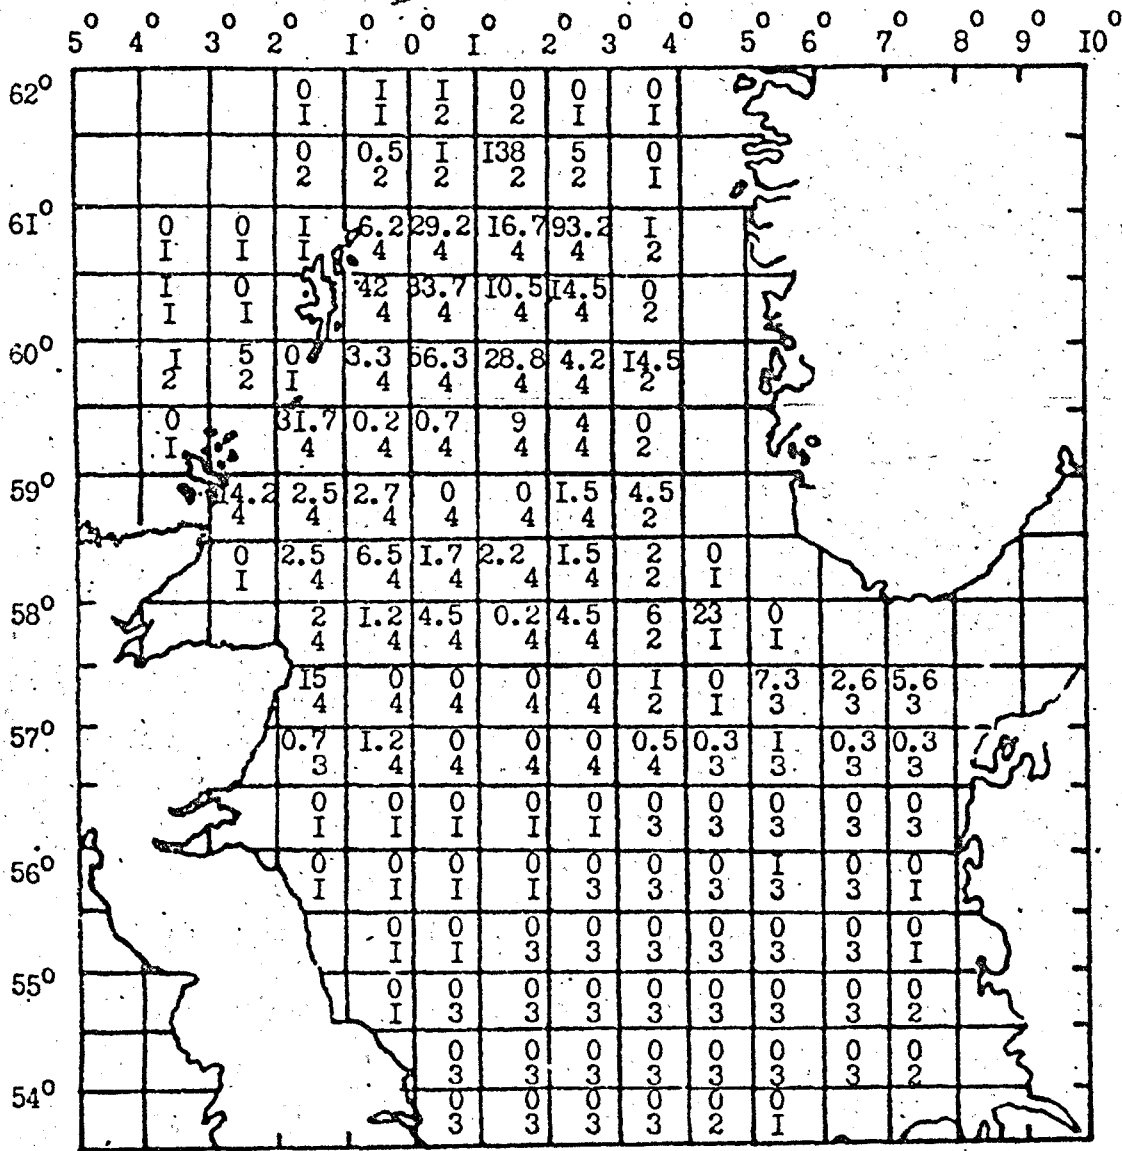 o o o o o o o o o o o o o o o o
5 4 3 2 I 0 I 2 3 4 5 6 7 8 9 I0
62°
0 I I 0 0 0
I I 2 2 I I
0 0.5 I I38 5 0
2 2 2 2 2 I
6I°
0 0 I 6.2 29.2 I6.7 93.2 I
I I I 4 4 4 4 2
I 0 42 33.7 I0.5 I4.5 0
I I 4 4 4 4 2
60°
I 5 0 3.3 56.3 28.8 4.2 I4.5
2 2 I 4 4 4 4 2
0 3I.7 0.2 0.7 9 4 0
I 4 4 4 4 4 2
59°
I4.2 2.5 2.7 0 0 I.5 4.5
4 4 4 4 4 4 2
0 2.5 6.5 I.7 2.2 I.5 2 0
I 4 4 4 4 4 2 I
58°
2 I.2 4.5 0.2 4.5 6 23 0
4 4 4 4 4 2 I I
I5 0 0 0 0 I 0 7.3 2.6 5.6
4 4 4 4 4 2 I 3 3 3
57°
0.7 I.2 0 0 0 0.5 0.3 I 0.3 0.3
3 4 4 4 4 4 3 3 3 3
0 0 0 0 0 0 0 0 0 0
I I I I I 3 3 3 3 3
56°
0 0 0 0 0 0 0 I 0 0
I I I I 3 3 3 3 3 I
0 0 0 0 0 0 0 0 0
I I 3 3 3 3 3 3 I
55°
0 0 0 0 0 0 0 0 0
I 3 3 3 3 3 3 3 2
0 0 0 0 0 0 0 0
3 3 3 3 3 3 3 2
54°
0 0 0 0 0 0
3 3 3 3 2 I